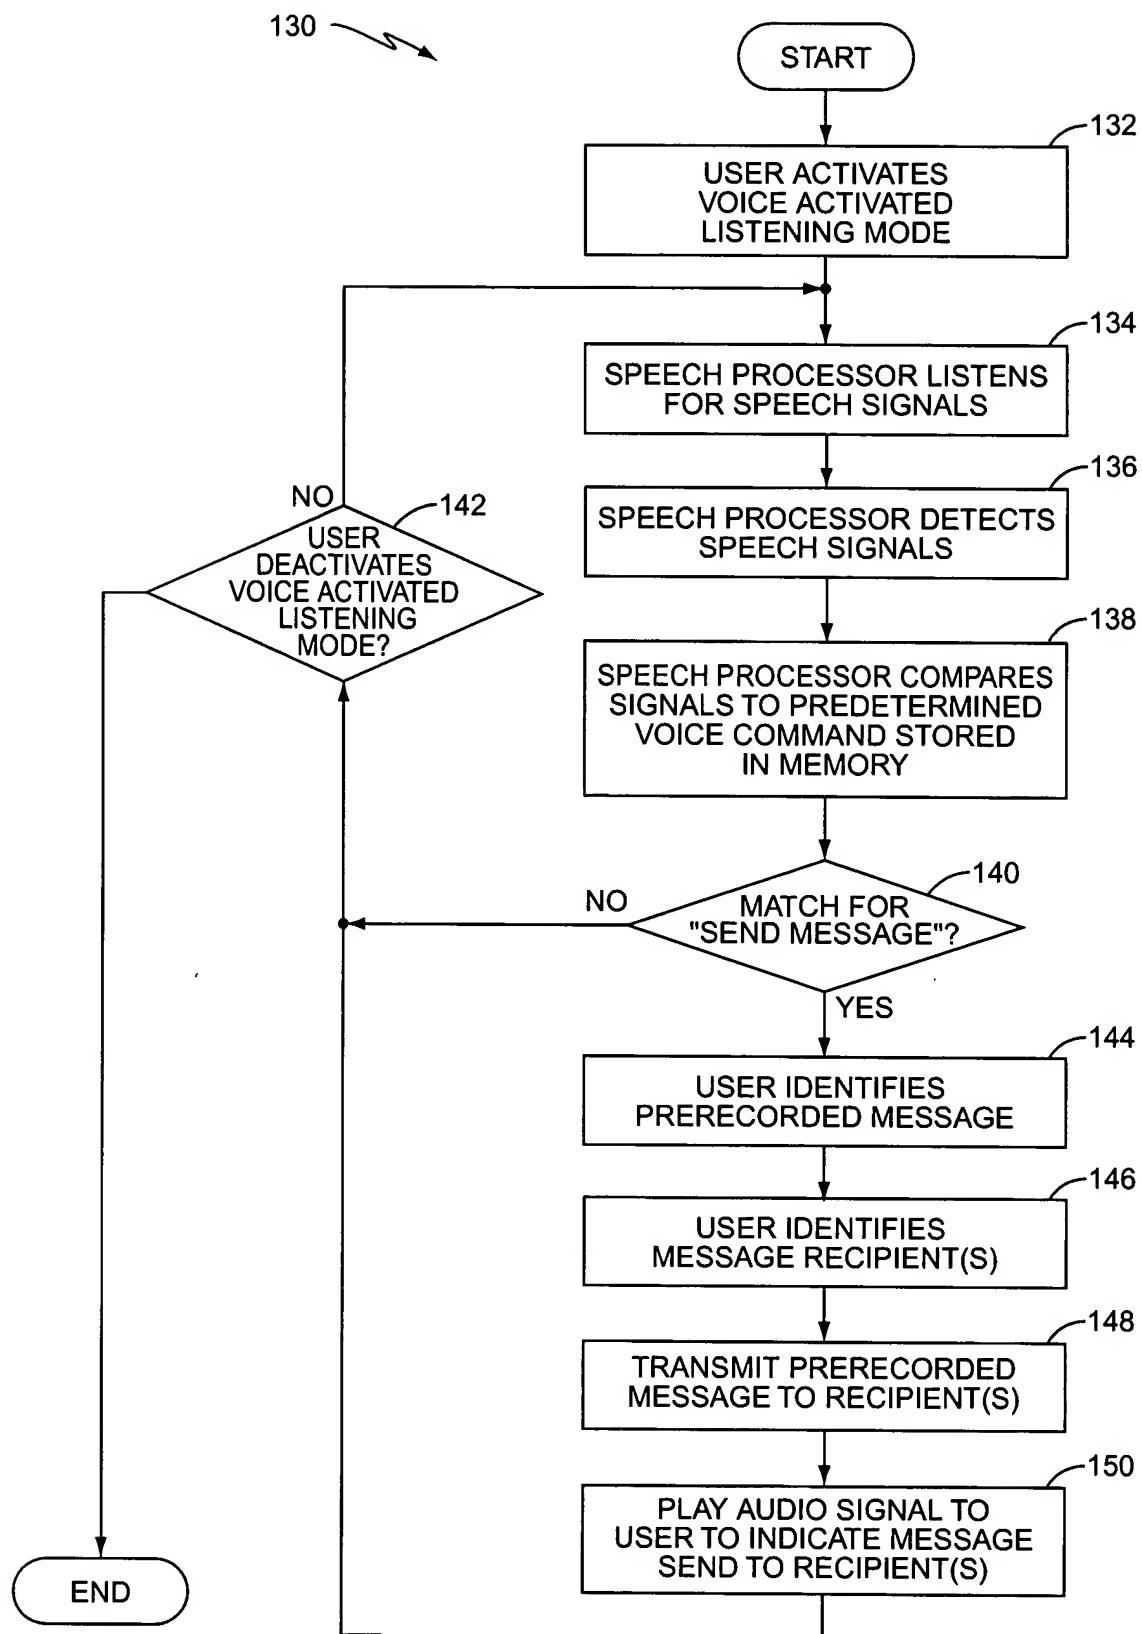 130
START
132
USER ACTIVATES
VOICE ACTIVATED
LISTENING MODE
134
SPEECH PROCESSOR LISTENS
FOR SPEECH SIGNALS
136
SPEECH PROCESSOR DETECTS
SPEECH SIGNALS
NO
142
USER
DEACTIVATES
VOICE ACTIVATED
LISTENING
MODE?
138
SPEECH PROCESSOR COMPARES
SIGNALS TO PREDETERMINED
VOICE COMMAND STORED
IN MEMORY
140
NO
MATCH FOR
"SEND MESSAGE"?
YES
144
USER IDENTIFIES
PRERECORDED MESSAGE
146
USER IDENTIFIES
MESSAGE RECIPIENT(S)
148
TRANSMIT PRERECORDED
MESSAGE TO RECIPIENT(S)
150
PLAY AUDIO SIGNAL TO
USER TO INDICATE MESSAGE
SEND TO RECIPIENT(S)
END